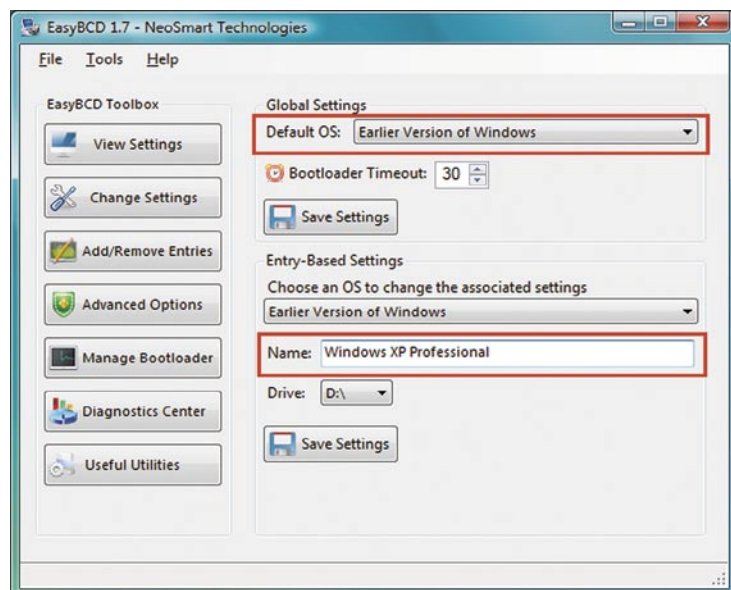 EasyBCD 1.7 - NeoSmart Technologies
File Tools Help
EasyBCD Toolbox
View Settings
Change Settings
Add/Remove Entries
Advanced Options
Manage Bootloader
Diagnostics Center
Useful Utilities
Global Settings
Default OS: Earlier Version of Windows
Bootloader Timeout: 30
Save Settings
Entry-Based Settings
Choose an OS to change the associated settings
Earlier Version of Windows
Name: Windows XP Professional
Drive: D:\
Save Settings